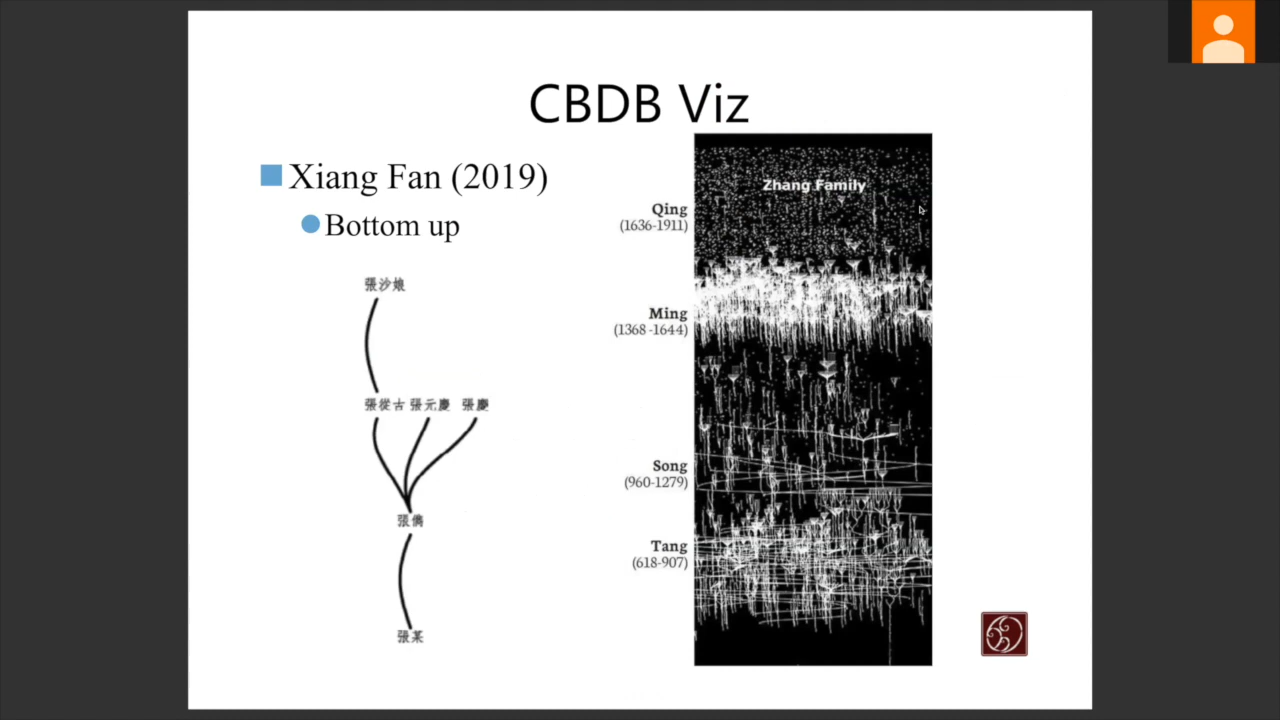 CBDB Viz
Xiang Fan (2019)
Bottom up
張沙娘
張從古 張元慶 張慶
張儁
張某
Zhang Family
Qing
(1636-1911)
Ming
(1368 -1644)
Song
(960-1279)
Tang
(618-907)